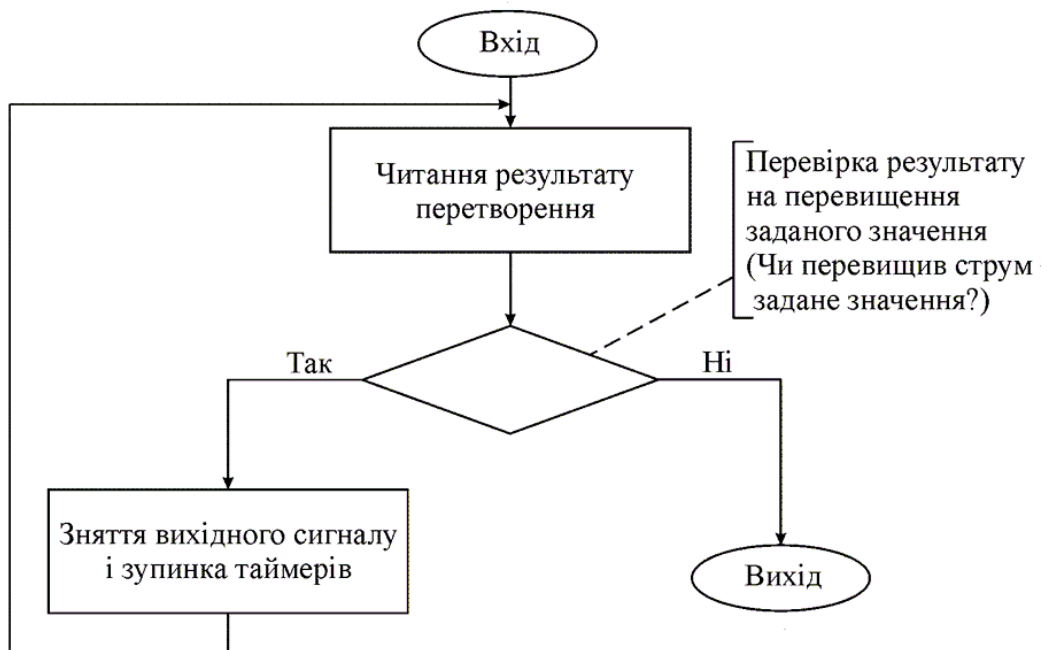 Вхід
Читання результату
перетворення
Перевірка результату
на перевищення
заданого значення
(Чи перевищив струм
задане значення?)
Так
Ні
Зняття вихідного сигналу
і зупинка таймерів
Вихід